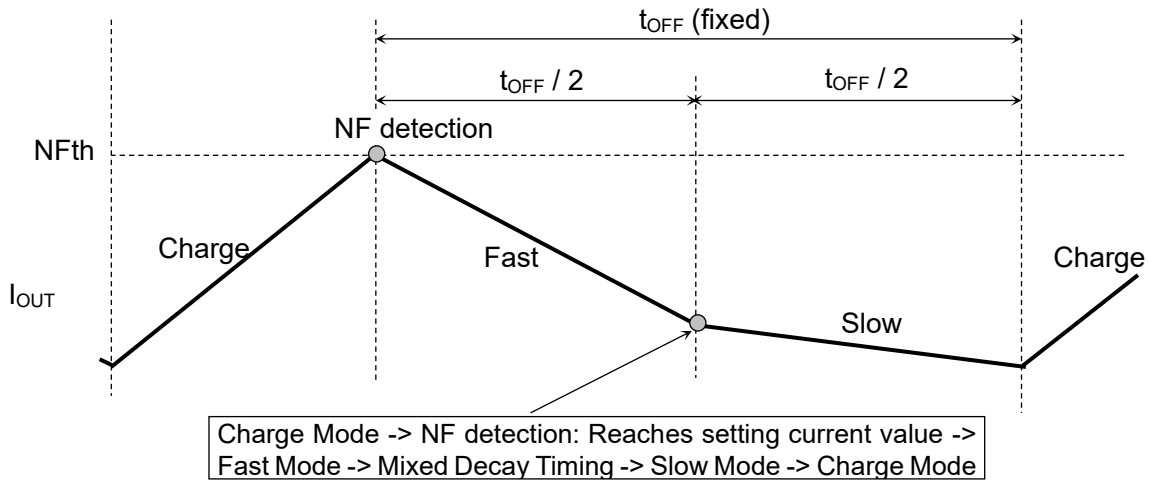 tOFF (fixed)
tOFF / 2
tOFF / 2
NF detection
NFth
Charge
Fast
Charge
IOUT
Slow
Charge Mode -> NF detection: Reaches setting current value ->
Fast Mode -> Mixed Decay Timing -> Slow Mode -> Charge Mode